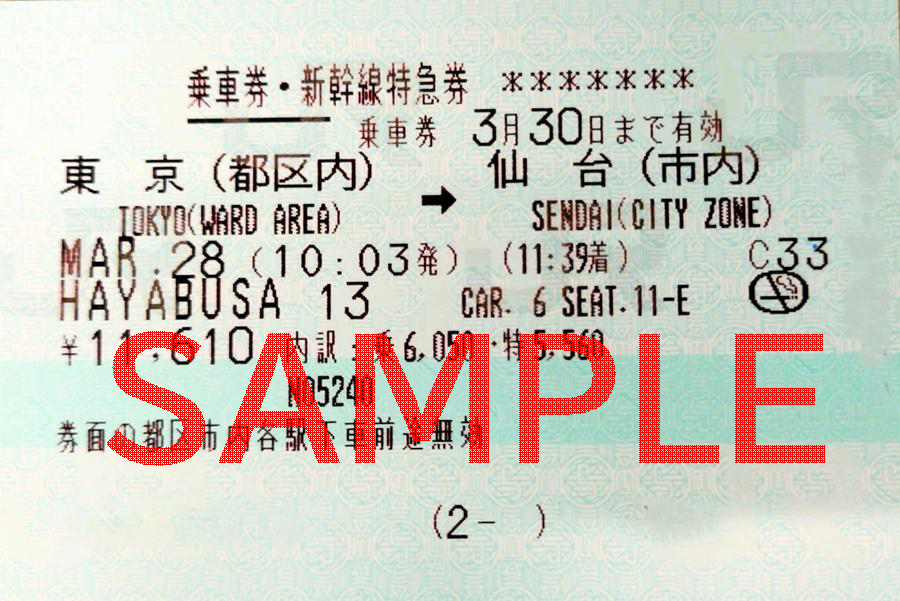 乗車券・新幹線特急券 *******
乗車券 3月30日まで有効
東 京(都区内) ➡ 仙 台(市内)
TOKYO(WARD AREA) SENDAI(CITY ZONE)
MAR.28(10:03発) (11:39着) C33
HAYABUSA 13 CAR. 6 SEAT.11-E
¥11,610 内訳:乗6,050・特5,560
N05240
券面の都区市内各駅下車前途無効
(2- )
SAMPLE